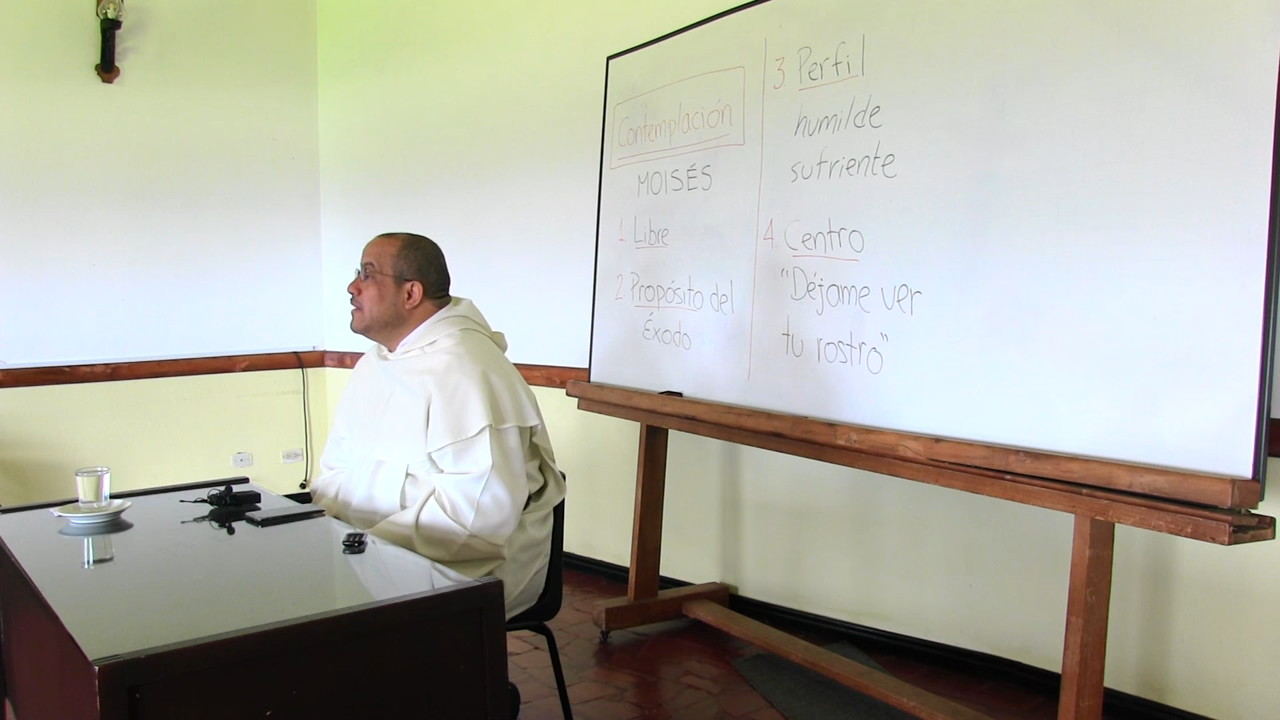 Contemplación
MOISÉS
1 Libre
2 Propósito del
Éxodo
3 Perfil
humilde
sufriente
4 Centro
"Déjame ver
tu rostro"